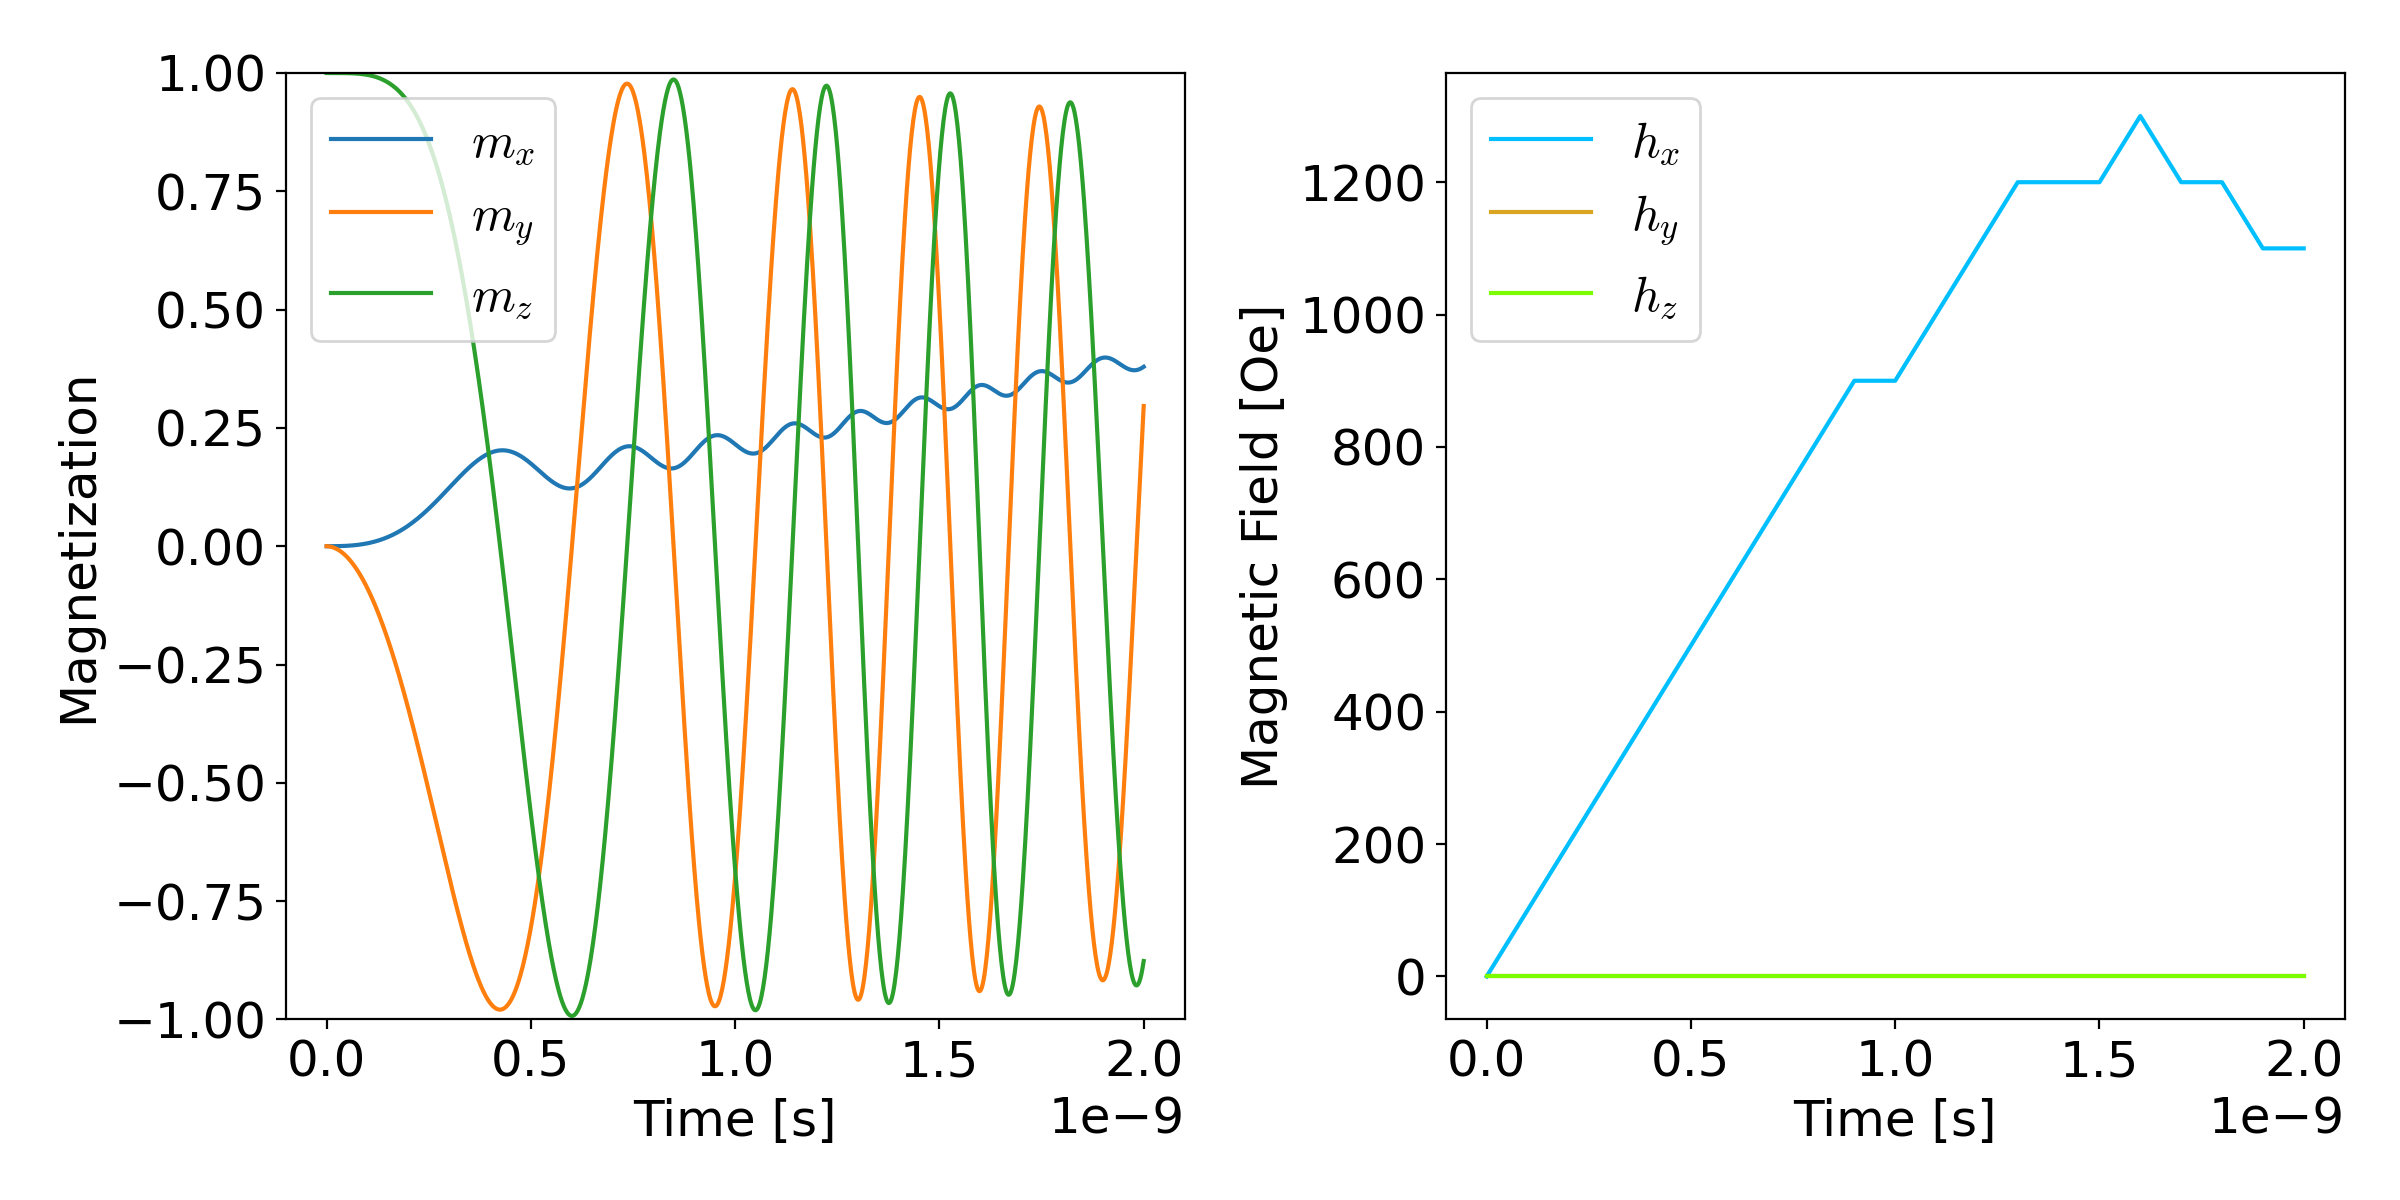 Magnetization
1.00
0.75
0.50
0.25
0.00
−0.25
−0.50
−0.75
−1.00
m_x
m_y
m_z
0.0 0.5 1.0 1.5 2.0
Time [s]
1e−9
Magnetic Field [Oe]
1200
1000
800
600
400
200
0
h_x
h_y
h_z
0.0 0.5 1.0 1.5 2.0
Time [s]
1e−9